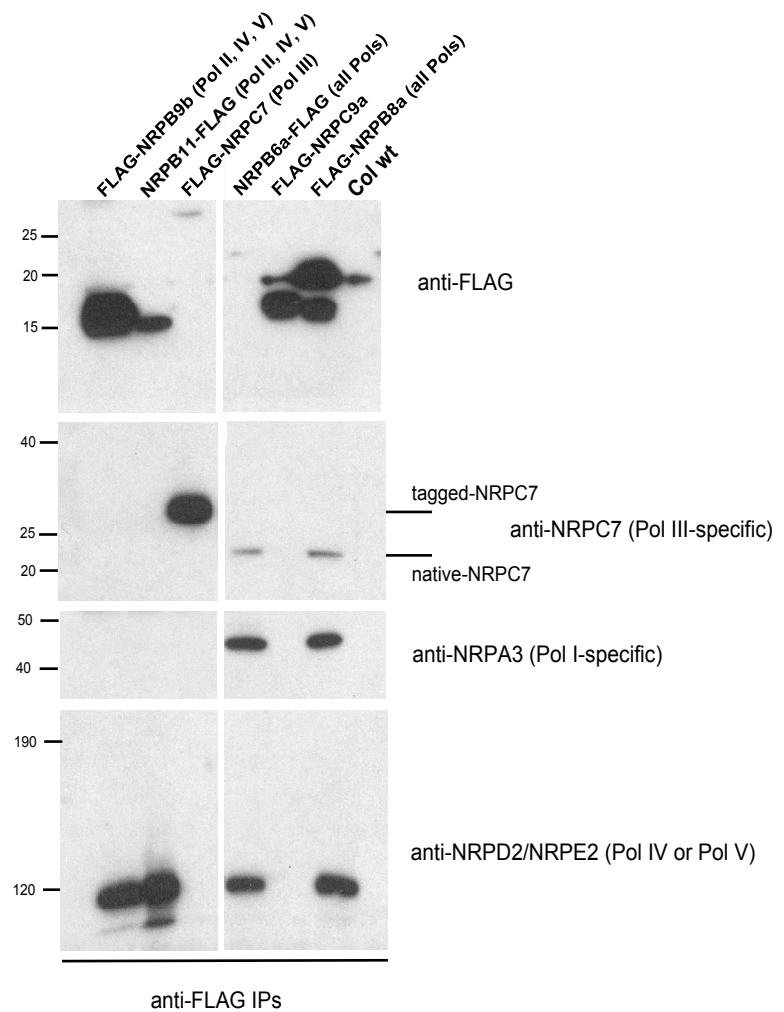 FLAG-NRPB9b (Pol II, IV, V)
NRPB11-FLAG (Pol II, IV, V)
FLAG-NRPC7 (Pol III)
NRPB6a-FLAG (all Pols)
FLAG-NRPC9a
FLAG-NRPB8a (all Pols)
Col wt
25
20
15
anti-FLAG
40
25
20
tagged-NRPC7
anti-NRPC7 (Pol III-specific)
native-NRPC7
50
40
anti-NRPA3 (Pol I-specific)
190
120
anti-NRPD2/NRPE2 (Pol IV or Pol V)
anti-FLAG IPs